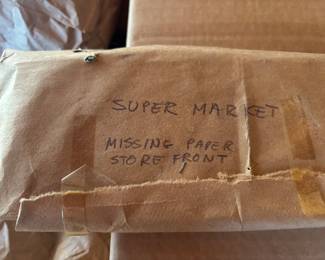 SUPER MARKET
MISSING PAPER
STORE FRONT